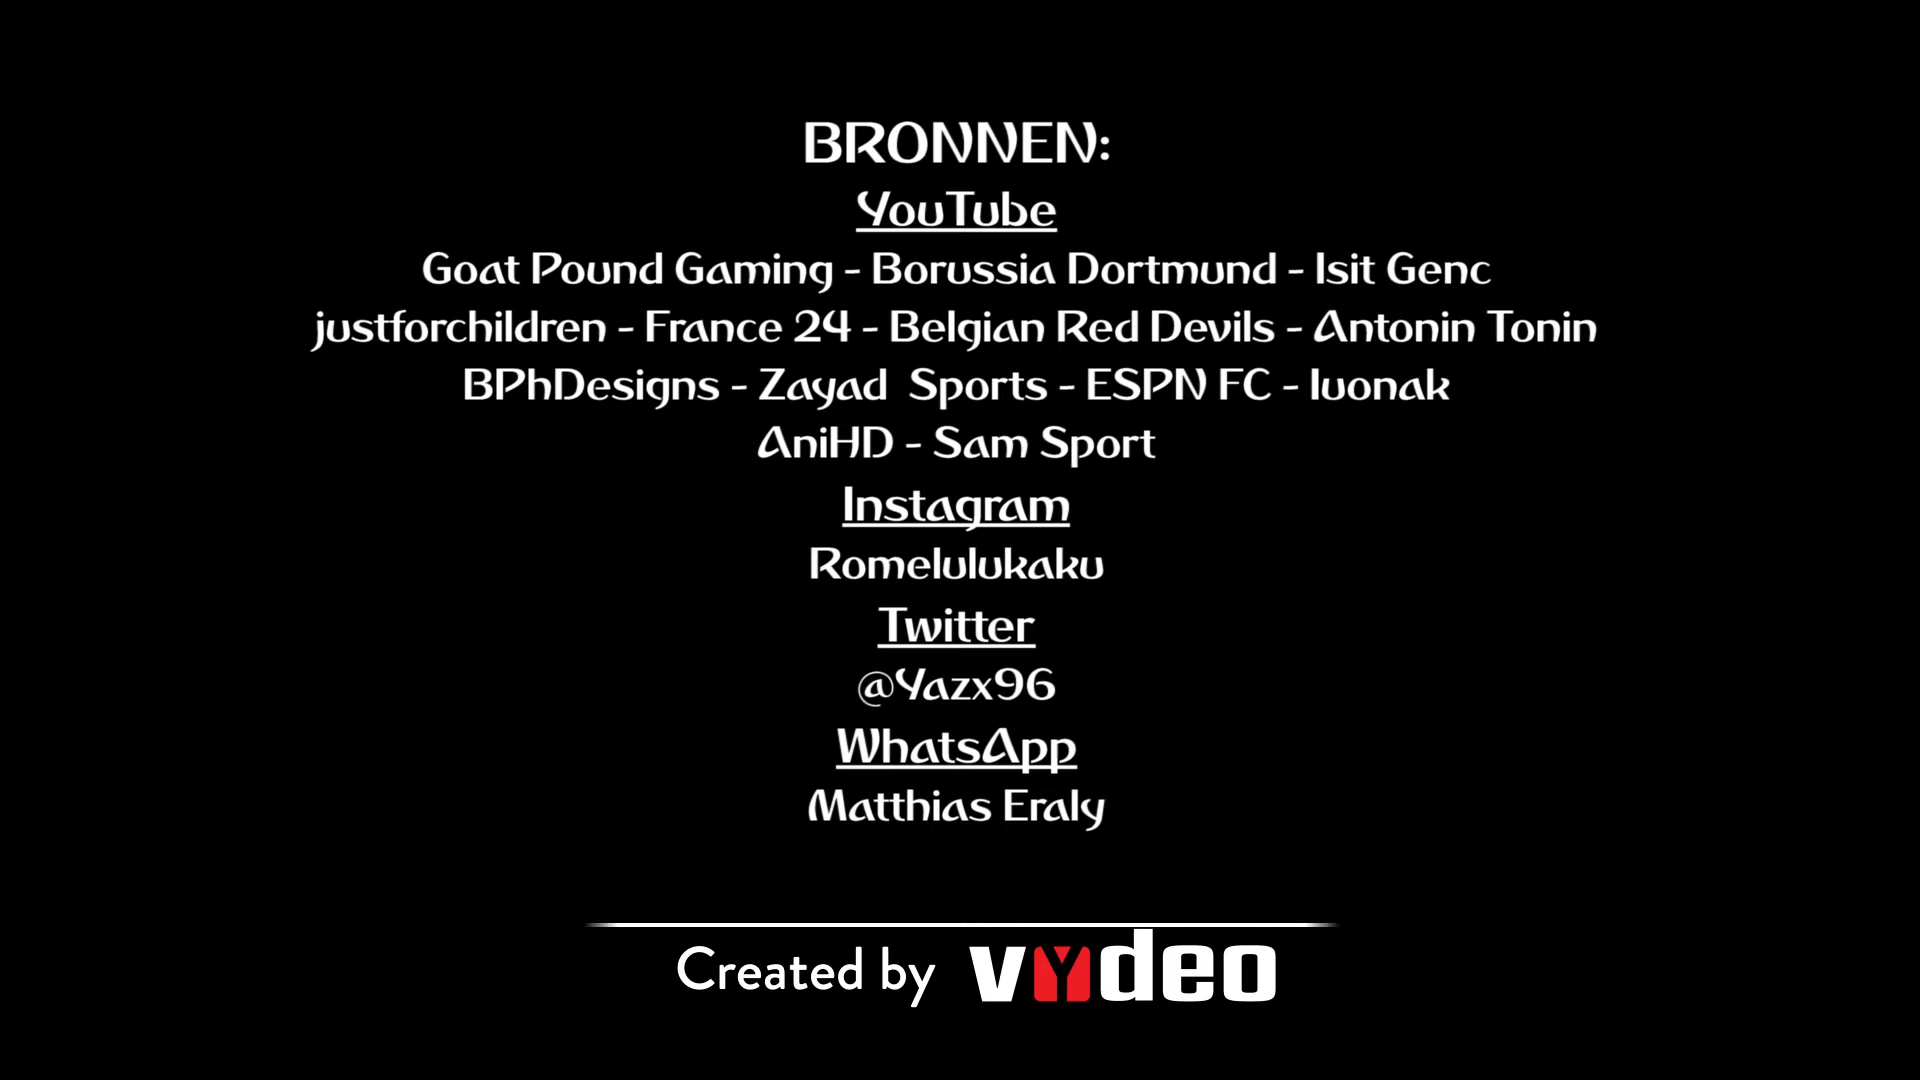 BRONNEN:
YouTube
Goat Pound Gaming - Borussia Dortmund - Isit Genc
justforchildren - France 24 - Belgian Red Devils - Antonin Tonin
BPhDesigns - Zayad Sports - ESPN FC - luonak
AniHD - Sam Sport
Instagram
Romelulukaku
Twitter
@Yazx96
WhatsApp
Matthias Eraly
Created by vydeo